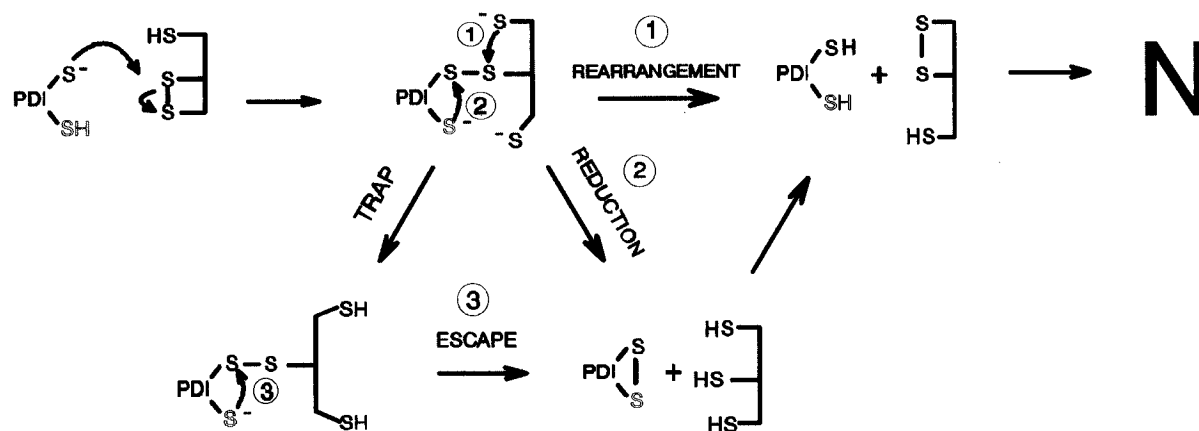 HS
S-
PDI
SH
S
S
-S
①
S S
PDI
②
S-
-S
①
REARRANGEMENT
SH
PDI
SH
+
S
S
HS
N
TRAP
②
REDUCTION
SH
S S
PDI
③
S-
SH
③
ESCAPE
S
PDI
S
+
HS
HS
HS